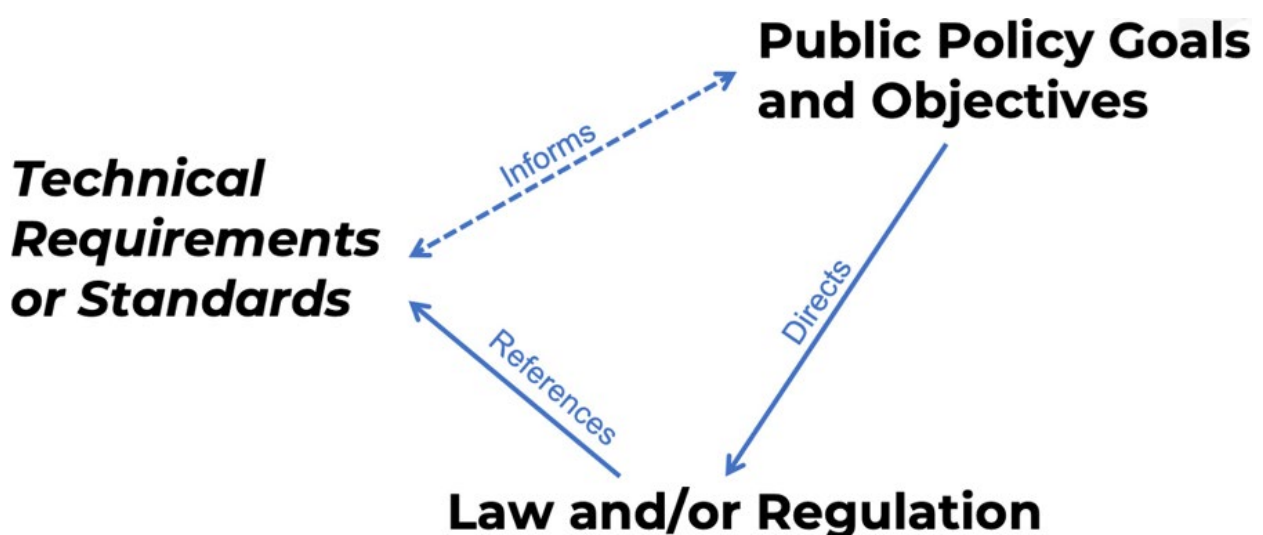 Public Policy Goals
and Objectives
Informs
Technical
Requirements
or Standards
Directs
References
Law and/or Regulation